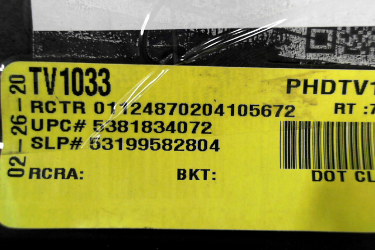 02-26-20
TV1033
PHDTV1
RCTR 01124870204105672
RT :7
UPC# 5381834072
SLP# 53199582804
RCRA:
BKT:
DOT CL